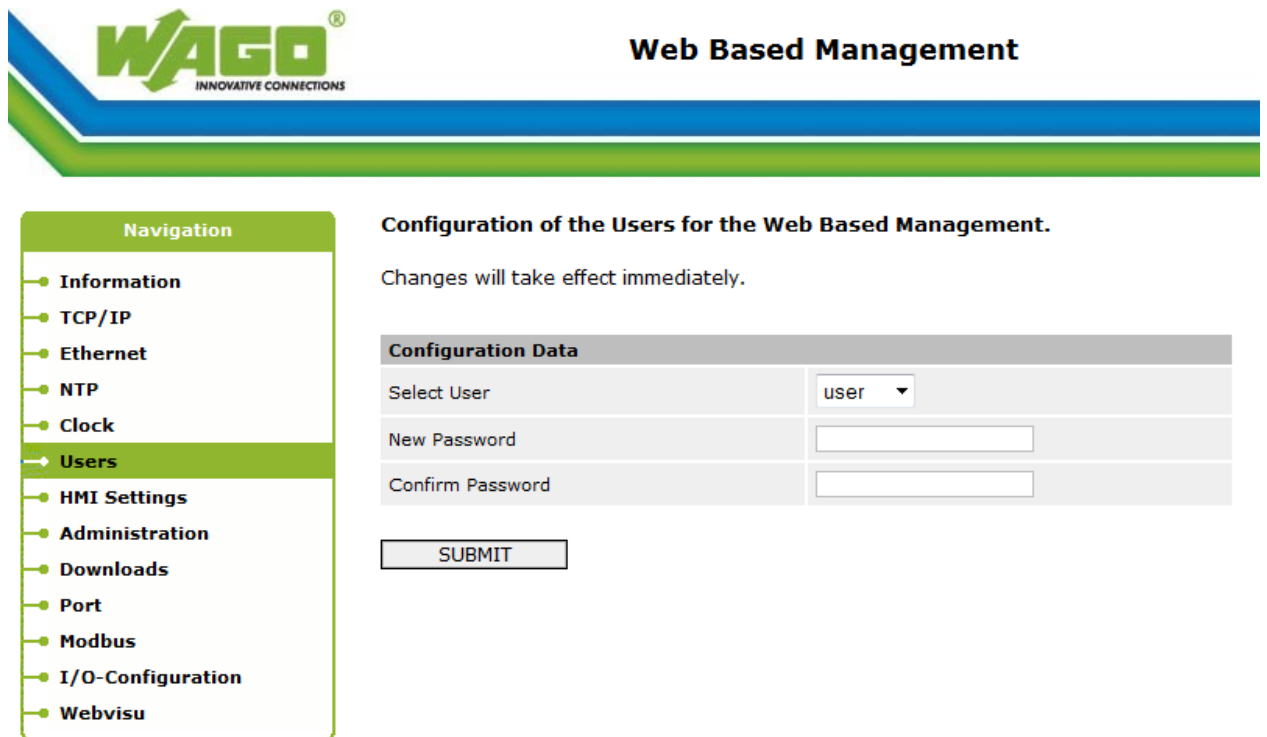 WAGO®
INNOVATIVE CONNECTIONS
Web Based Management
Navigation
Information
TCP/IP
Ethernet
NTP
Clock
Users
HMI Settings
Administration
Downloads
Port
Modbus
I/O-Configuration
Webvisu
Configuration of the Users for the Web Based Management.
Changes will take effect immediately.
Configuration Data
Select User user
New Password
Confirm Password
SUBMIT